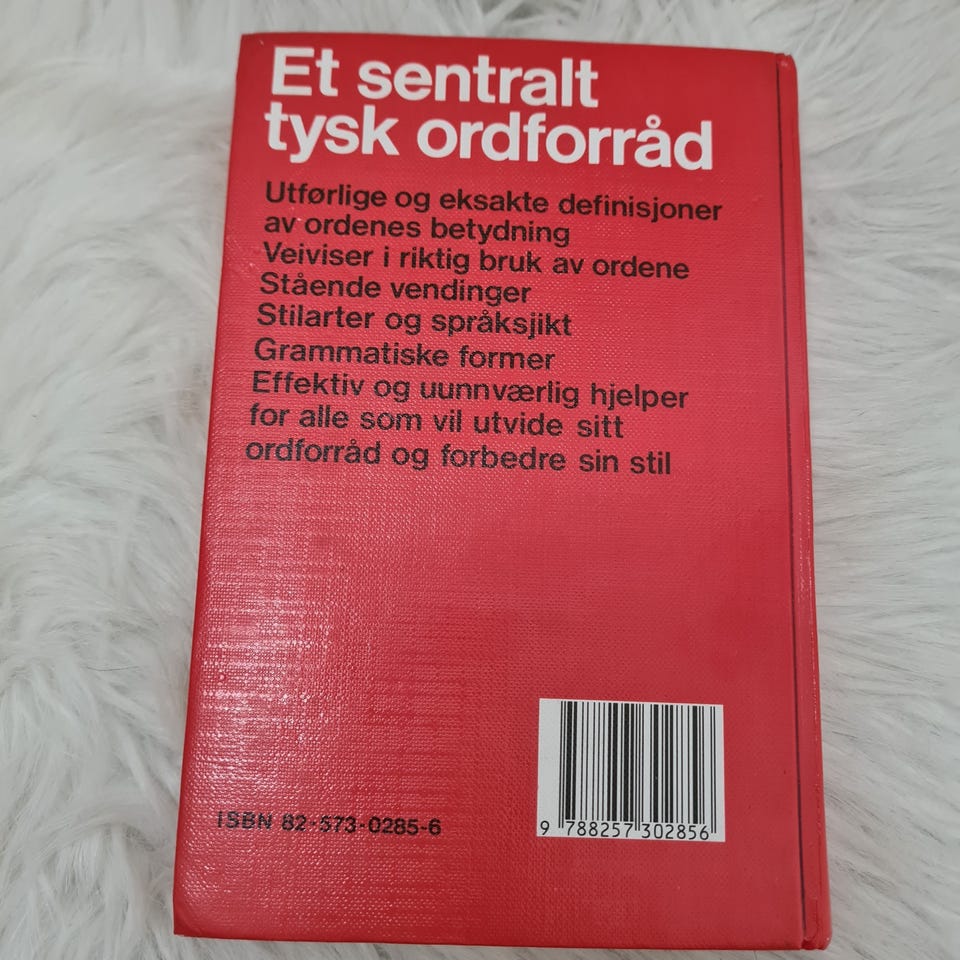 Et sentralt
tysk ordforråd
Utførlige og eksakte definisjoner
av ordenes betydning
Veiviser i riktig bruk av ordene
Stående vendinger
Stilarter og språksjikt
Grammatiske former
Effektiv og uunnværlig hjelper
for alle som vil utvide sitt
ordforråd og forbedre sin stil
ISBN 82-573-0285-6
9 788257 302856